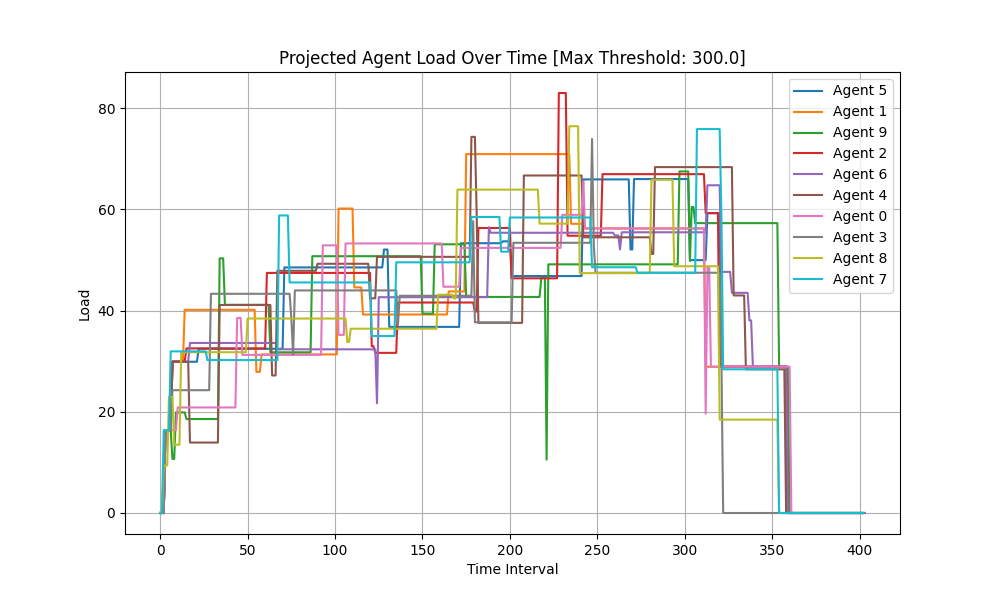 Projected Agent Load Over Time [Max Threshold: 300.0]
Load
80
60
40
20
0
0 50 100 150 200 250 300 350 400
Time Interval
Agent 5
Agent 1
Agent 9
Agent 2
Agent 6
Agent 4
Agent 0
Agent 3
Agent 8
Agent 7